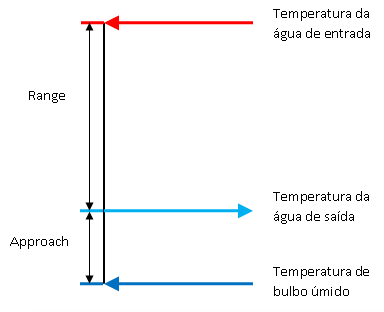 Temperatura da
água de entrada
Range
Temperatura da
água de saída
Approach
Temperatura de
bulbo úmido